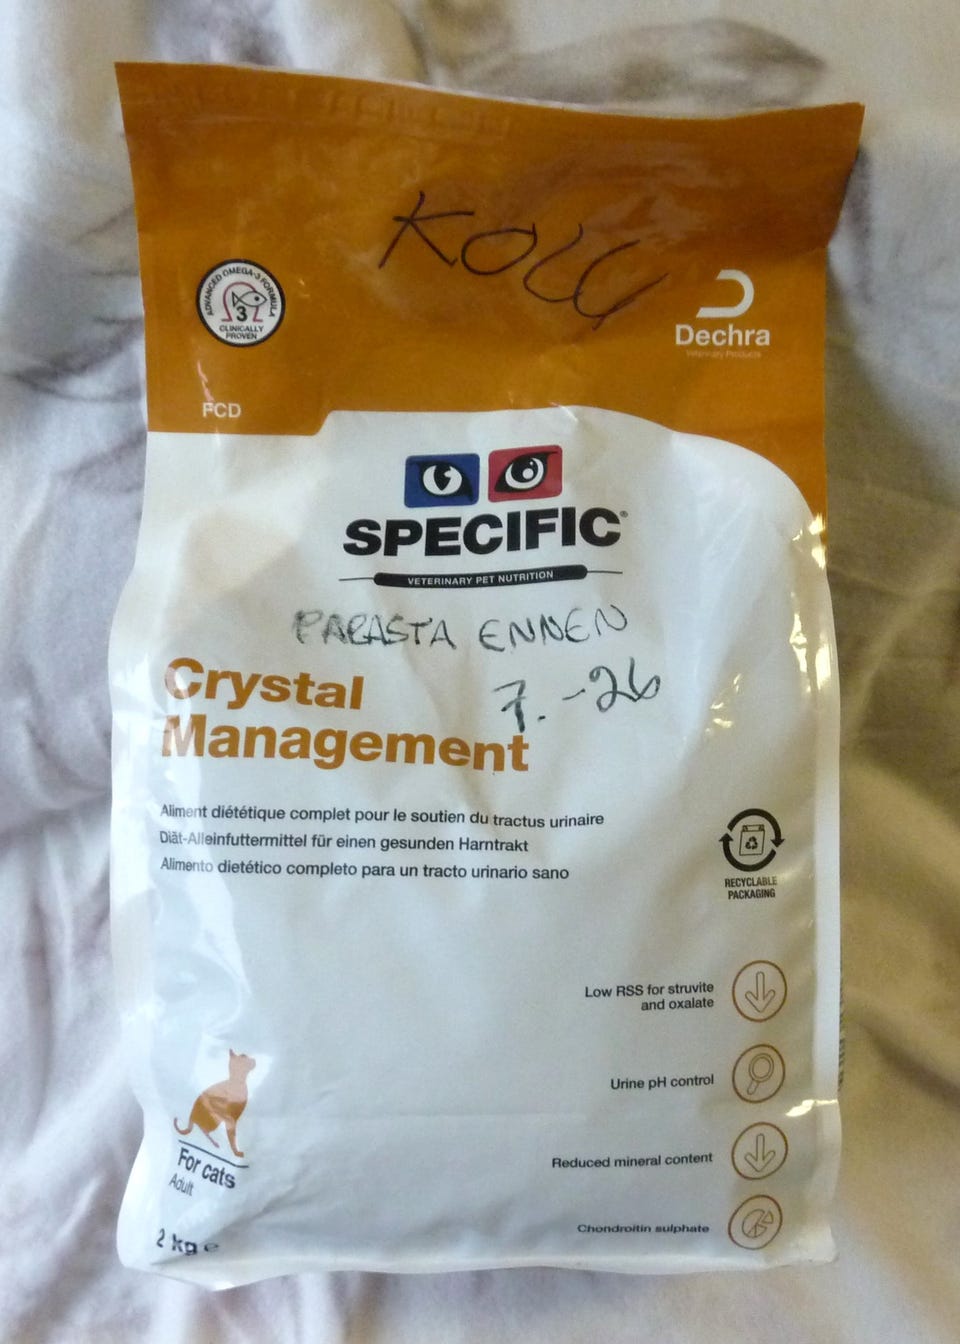 KOLL
ADVANCED OMEGA-3 FORMULA
3
CLINICALLY
PROVEN
Dechra
Veterinary Products
FCD
SPECIFIC®
VETERINARY PET NUTRITION
PARASTA ENNEN
7.-26
Crystal
Management
Aliment diététique complet pour le soutien du tractus urinaire
Diät-Alleinfuttermittel für einen gesunden Harntrakt
Alimento dietético completo para un tracto urinario sano
RECYCLABLE
PACKAGING
Low RSS for struvite
and oxalate
Urine pH control
Reduced mineral content
Chondroitin sulphate
For cats
Adult
2 kg e